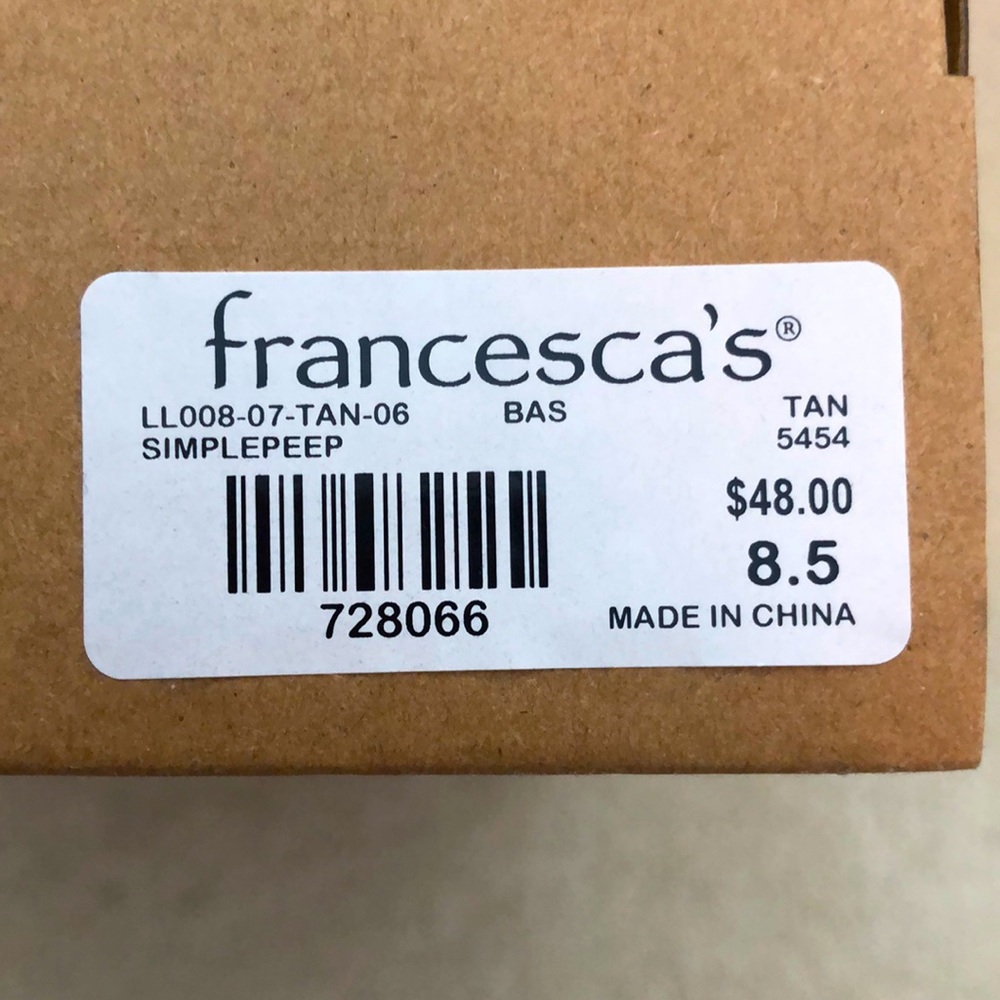 francesca's®
LL008-07-TAN-06 BAS TAN
SIMPLEPEEP 5454
$48.00
8.5
728066 MADE IN CHINA